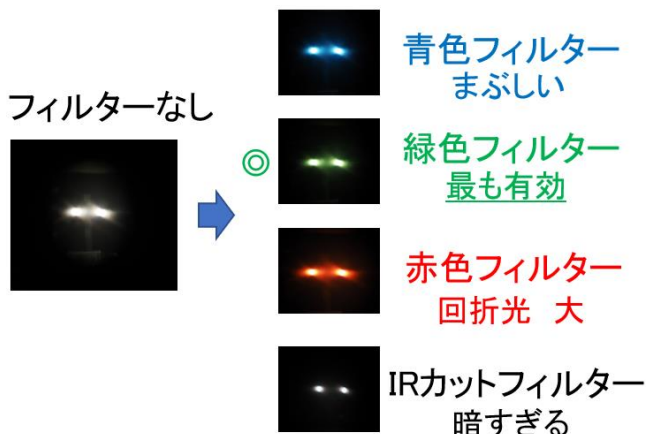 フィルターなし
青色フィルター
まぶしい
◎
緑色フィルター
最も有効
赤色フィルター
回折光 大
IRカットフィルター
暗すぎる